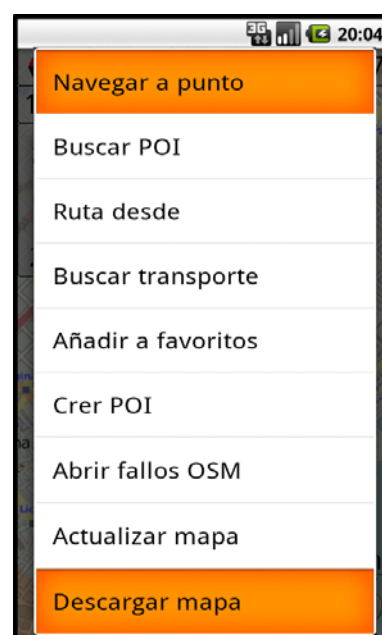 3G 20:04
Navegar a punto
Buscar POI
Ruta desde
Buscar transporte
Añadir a favoritos
Crer POI
Abrir fallos OSM
Actualizar mapa
Descargar mapa